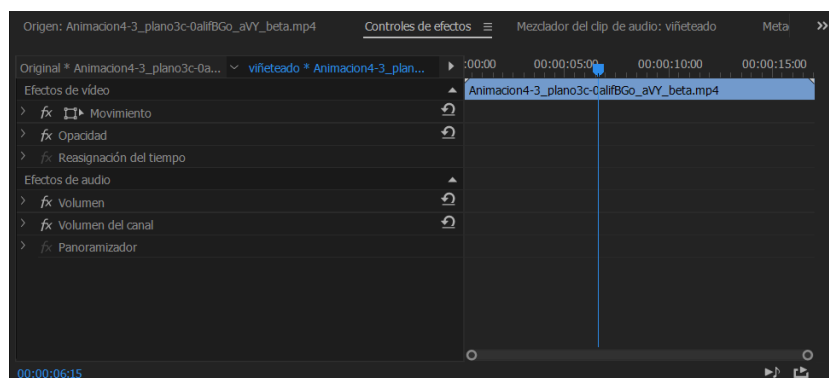 Origen: Animacion4-3_plano3c-0alifBGo_aVY_beta.mp4 Controles de efectos Mezclador del clip de audio: viñeteado Meta
Original * Animacion4-3_plano3c-0a... viñeteado * Animacion4-3_plan... :00:00 00:00:05:00 00:00:10:00 00:00:15:00
Efectos de vídeo Animacion4-3_plano3c-0alifBGo_aVY_beta.mp4
fx Movimiento
fx Opacidad
fx Reasignación del tiempo
Efectos de audio
fx Volumen
fx Volumen del canal
fx Panoramizador
00:00:06:15